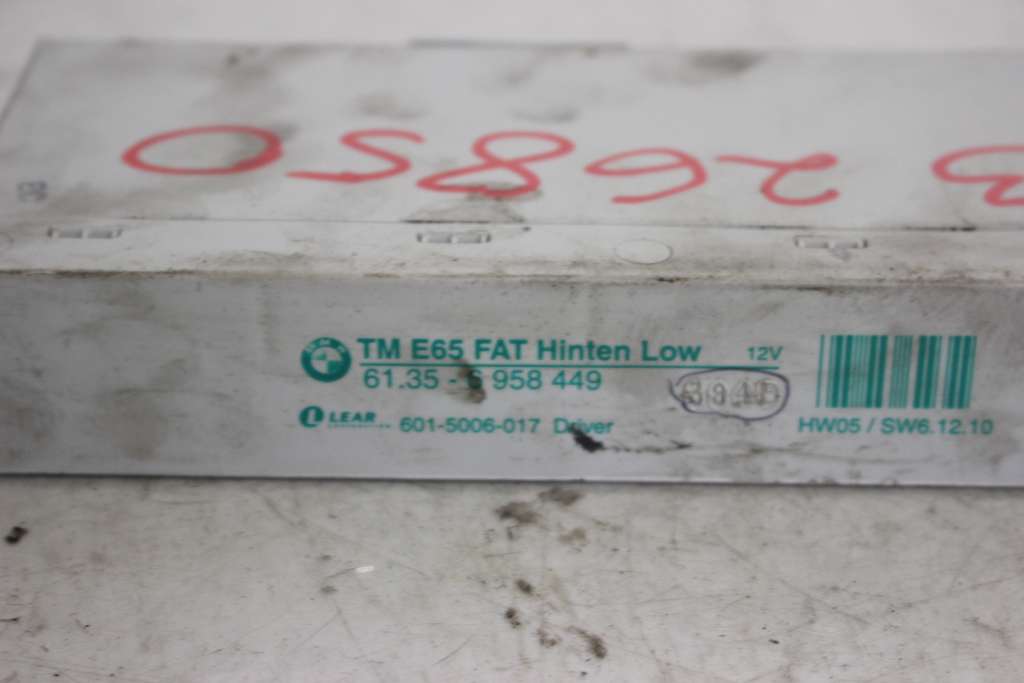 26850
TM E65 FAT Hinten Low 12V
61.35 - 6 958 449
LEAR 601-5006-017 Driver
HW05 / SW6.12.10